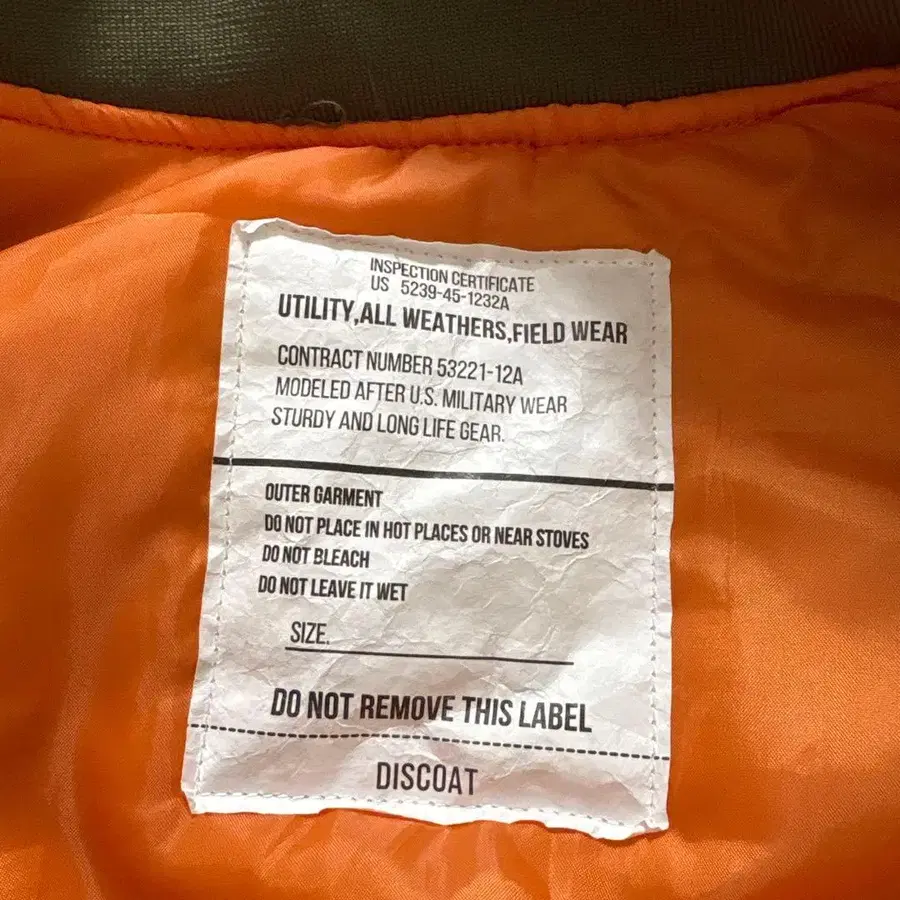 INSPECTION CERTIFICATE
US 5239-45-1232A
UTILITY,ALL WEATHERS,FIELD WEAR
CONTRACT NUMBER 53221-12A
MODELED AFTER U.S. MILITARY WEAR
STURDY AND LONG LIFE GEAR.
OUTER GARMENT
DO NOT PLACE IN HOT PLACES OR NEAR STOVES
DO NOT BLEACH
DO NOT LEAVE IT WET
SIZE.
DO NOT REMOVE THIS LABEL
DISCOAT